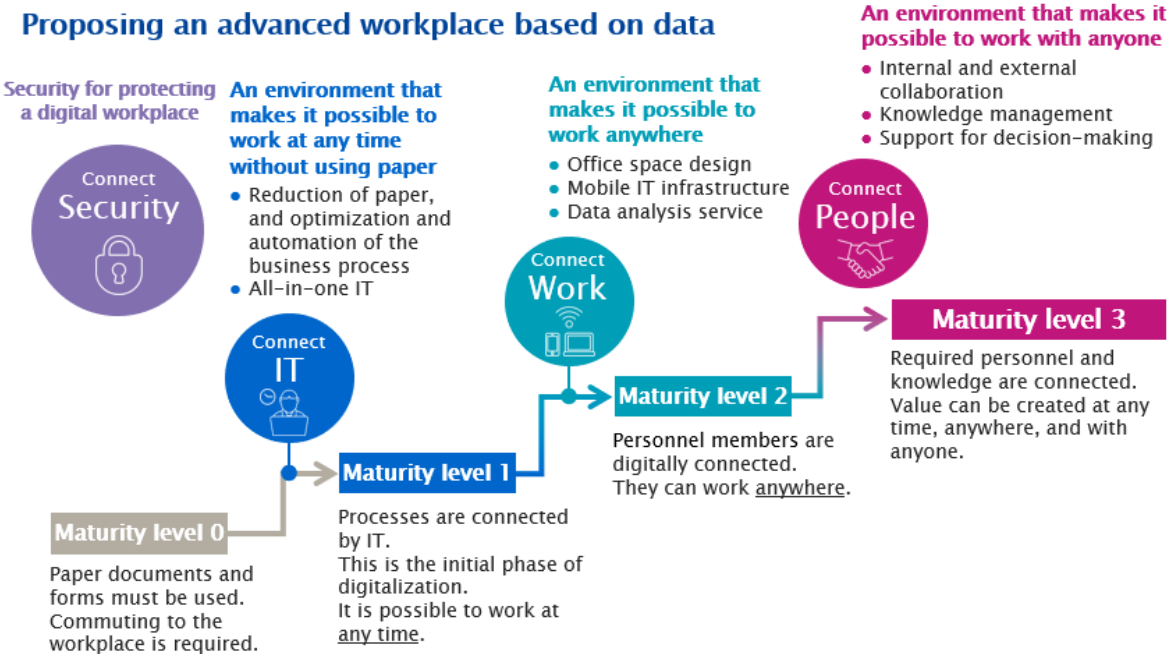 Proposing an advanced workplace based on data
Security for protecting
a digital workplace
Connect
Security
An environment that
makes it possible to
work at any time
without using paper
• Reduction of paper,
and optimization and
automation of the
business process
• All-in-one IT
Connect
IT
An environment that
makes it possible to
work anywhere
• Office space design
• Mobile IT infrastructure
• Data analysis service
Connect
Work
An environment that makes it
possible to work with anyone
• Internal and external
collaboration
• Knowledge management
• Support for decision-making
Connect
People
Maturity level 0
Paper documents and
forms must be used.
Commuting to the
workplace is required.
Maturity level 1
Processes are connected
by IT.
This is the initial phase of
digitalization.
It is possible to work at
any time.
Maturity level 2
Personnel members are
digitally connected.
They can work anywhere.
Maturity level 3
Required personnel and
knowledge are connected.
Value can be created at any
time, anywhere, and with
anyone.